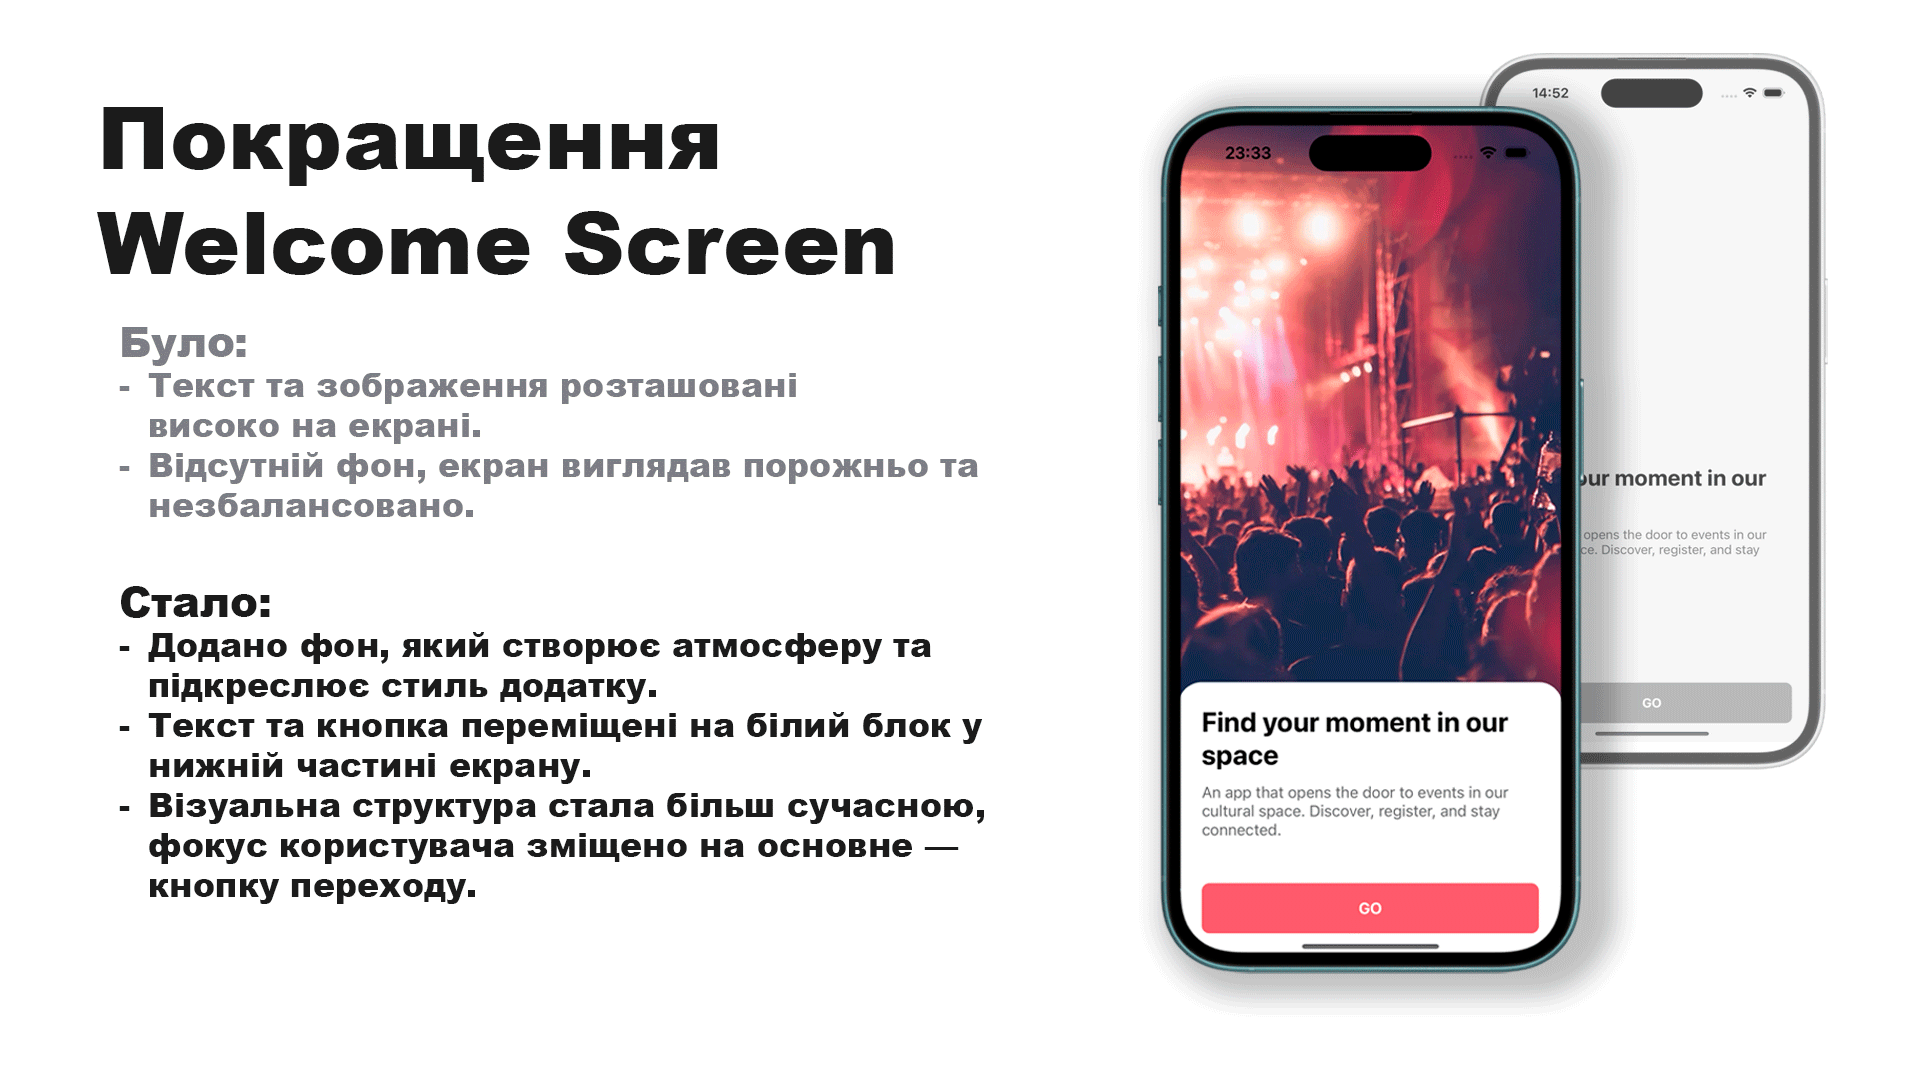 Покращення
Welcome Screen
Було:
- Текст та зображення розташовані
високо на екрані.
- Відсутній фон, екран виглядав порожньо та
незбалансовано.
Стало:
- Додано фон, який створює атмосферу та
підкреслює стиль додатку.
- Текст та кнопка переміщені на білий блок у
нижній частині екрану.
- Візуальна структура стала більш сучасною,
фокус користувача зміщено на основне —
кнопку переходу.
23:33
Find your moment in our
space
An app that opens the door to events in our
cultural space. Discover, register, and stay
connected.
GO
14:52
our moment in our
opens the door to events in our
ce. Discover, register, and stay
GO